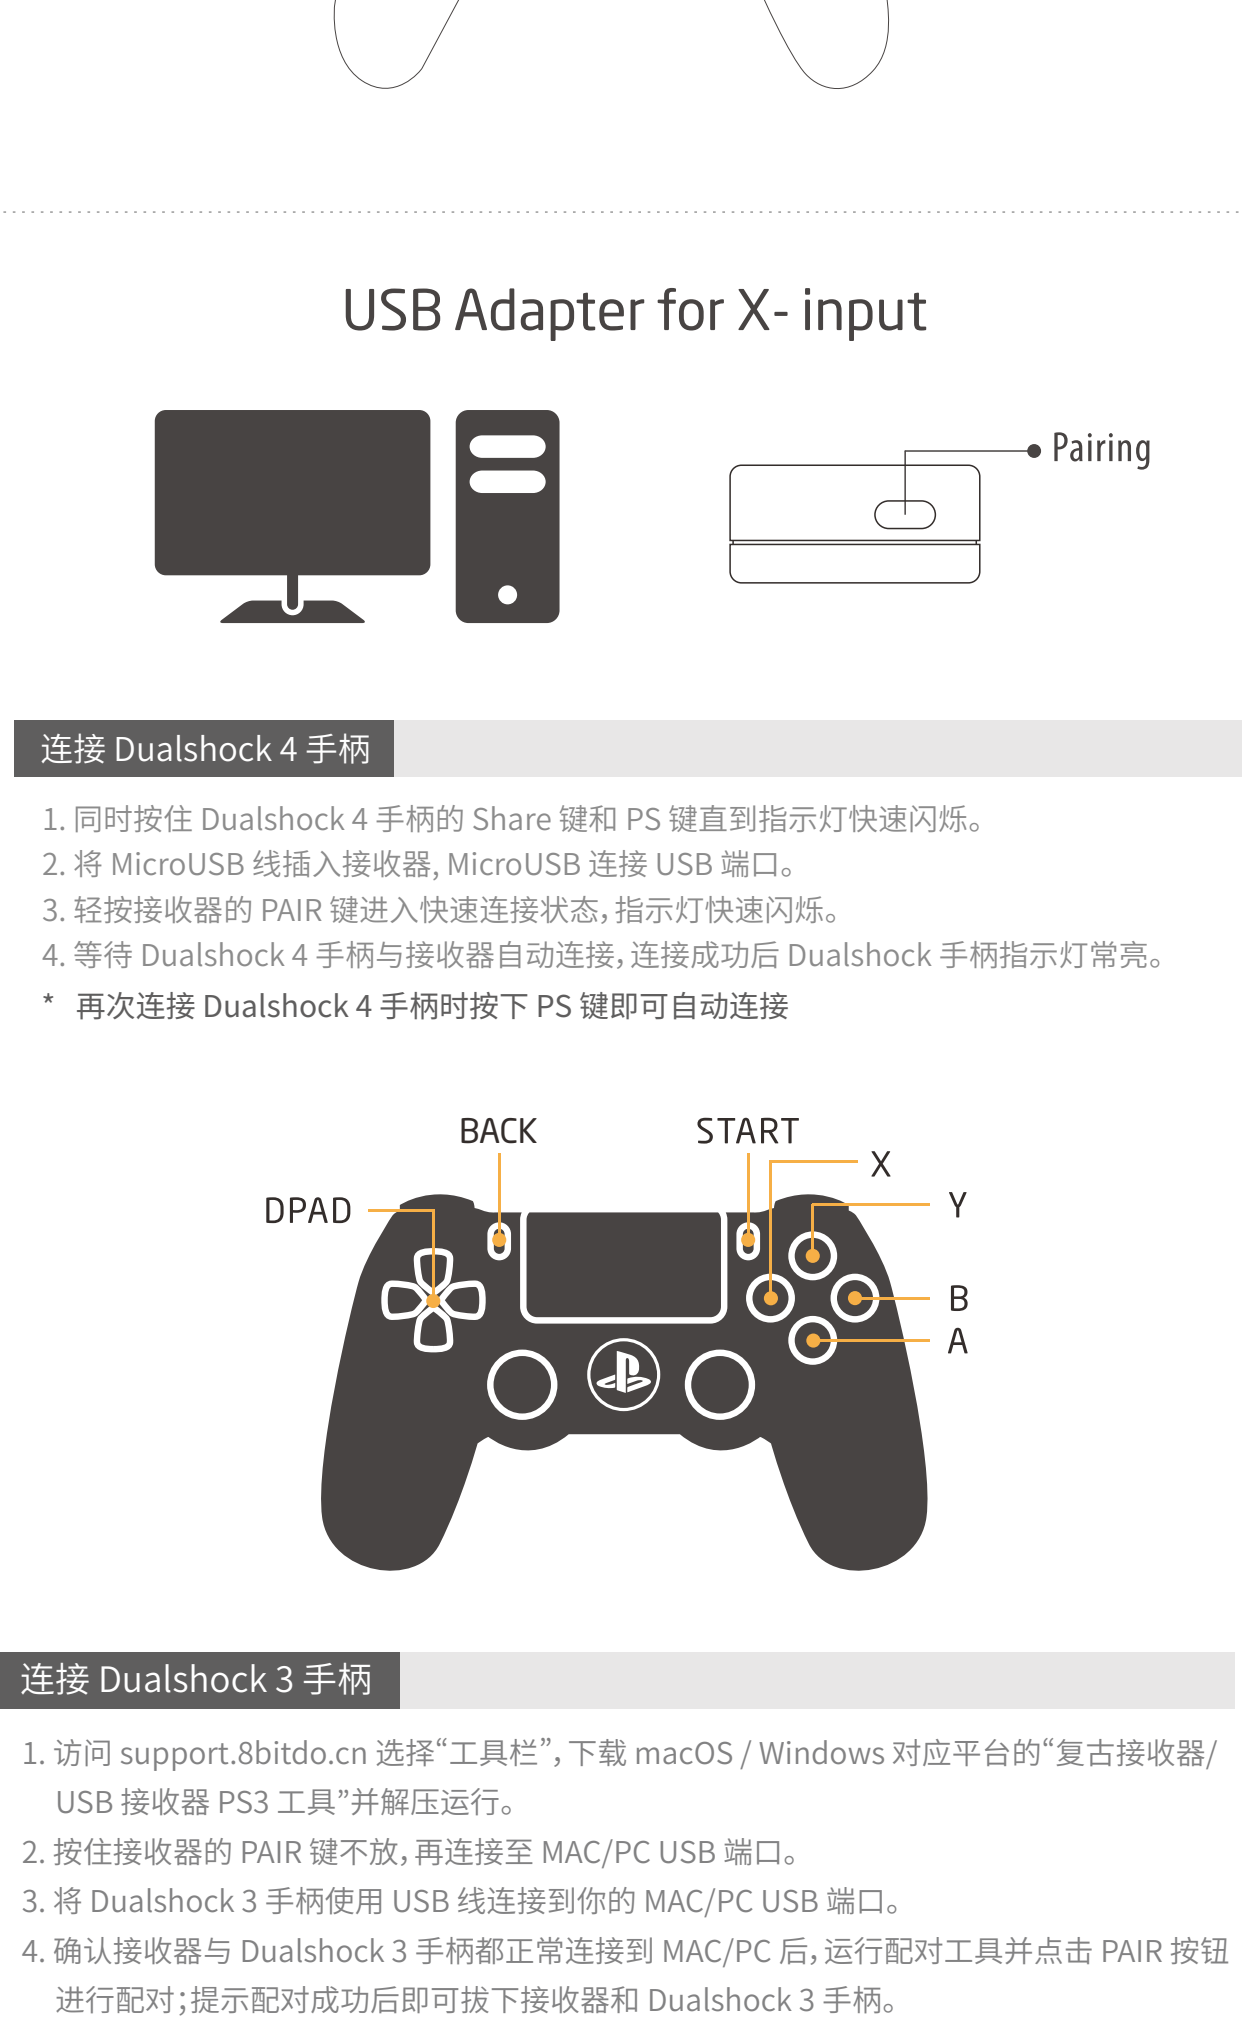 USB Adapter for X- input
Pairing
连接 Dualshock 4 手柄
1. 同时按住 Dualshock 4 手柄的 Share 键和 PS 键直到指示灯快速闪烁。
2. 将 MicroUSB 线插入接收器, MicroUSB 连接 USB 端口。
3. 轻按接收器的 PAIR 键进入快速连接状态，指示灯快速闪烁。
4. 等待 Dualshock 4 手柄与接收器自动连接，连接成功后 Dualshock 手柄指示灯常亮。
* 再次连接 Dualshock 4 手柄时按下 PS 键即可自动连接
BACK
START
X
DPAD
Y
B
A
连接 Dualshock 3 手柄
1. 访问 support.8bitdo.cn 选择“工具栏”，下载 macOS / Windows 对应平台的“复古接收器/
USB 接收器 PS3 工具”并解压运行。
2. 按住接收器的 PAIR 键不放，再连接至 MAC/PC USB 端口。
3. 将 Dualshock 3 手柄使用 USB 线连接到你的 MAC/PC USB 端口。
4. 确认接收器与 Dualshock 3 手柄都正常连接到 MAC/PC 后，运行配对工具并点击 PAIR 按钮
进行配对；提示配对成功后即可拔下接收器和 Dualshock 3 手柄。